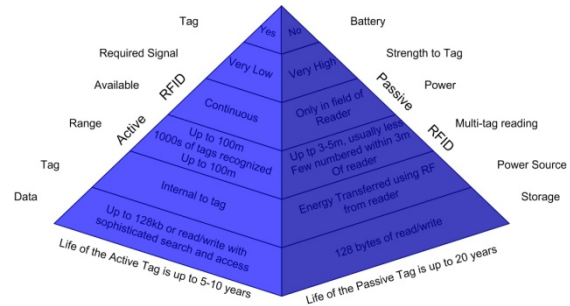 Tag
Yes
No
Battery
Required Signal
Very Low
Very High
Strength to Tag
Available
Continuous
Only in field of
Reader
Power
Range
Up to 100m
1000s of tags recognized
Up to 100m
Up tp 3-5m, usually less
Few numbered within 3m
Of reader
Multi-tag reading
Tag
Internal to tag
Energy Transferred using RF
from reader
Power Source
Data
Up to 128kb or read/write with
sophisticated search and access
128 bytes of read/write
Storage
Active RFID
Passive RFID
Life of the Active Tag is up to 5-10 years
Life of the Passive Tag is up to 20 years